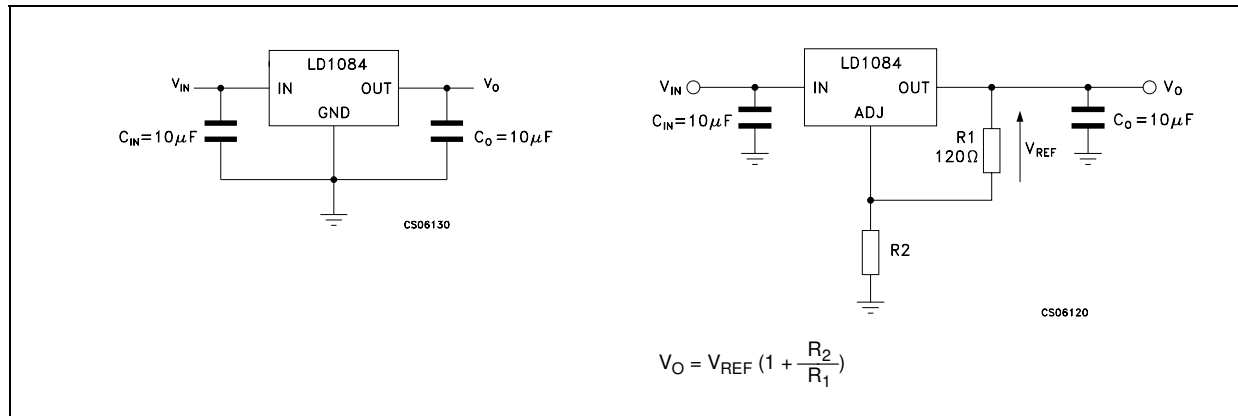 LD1084
V_IN
IN
OUT
V_O
GND
C_IN=10μF
C_O=10μF
CS06130
LD1084
V_IN
IN
OUT
V_O
ADJ
C_IN=10μF
R1
120Ω
V_REF
C_O=10μF
R2
CS06120
V_O = V_REF (1 + R_2/R_1)